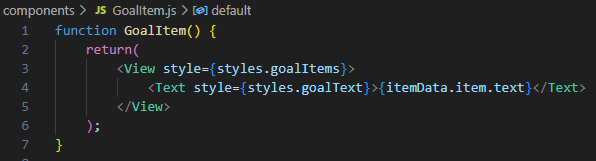 components > JS GoalItem.js > default
1 function GoalItem() {
2     return(
3         <View style={styles.goalItems}>
4             <Text style={styles.goalText}>{itemData.item.text}</Text>
5         </View>
6     );
7 }